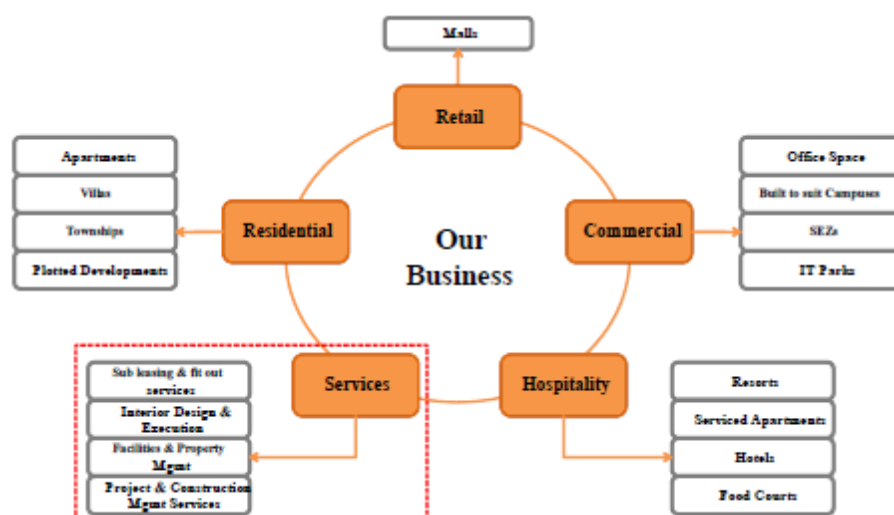 Malls
Retail
Apartments
Villas
Townships
Plotted Developments
Residential
Our
Business
Commercial
Office Space
Built to suit Campuses
SEZs
IT Parks
Sub leasing & fit out
services
Interior Design &
Execution
Facilities & Property
Mgmt
Project & Construction
Mgmt Services
Services
Hospitality
Resorts
Serviced Apartments
Hotels
Food Courts